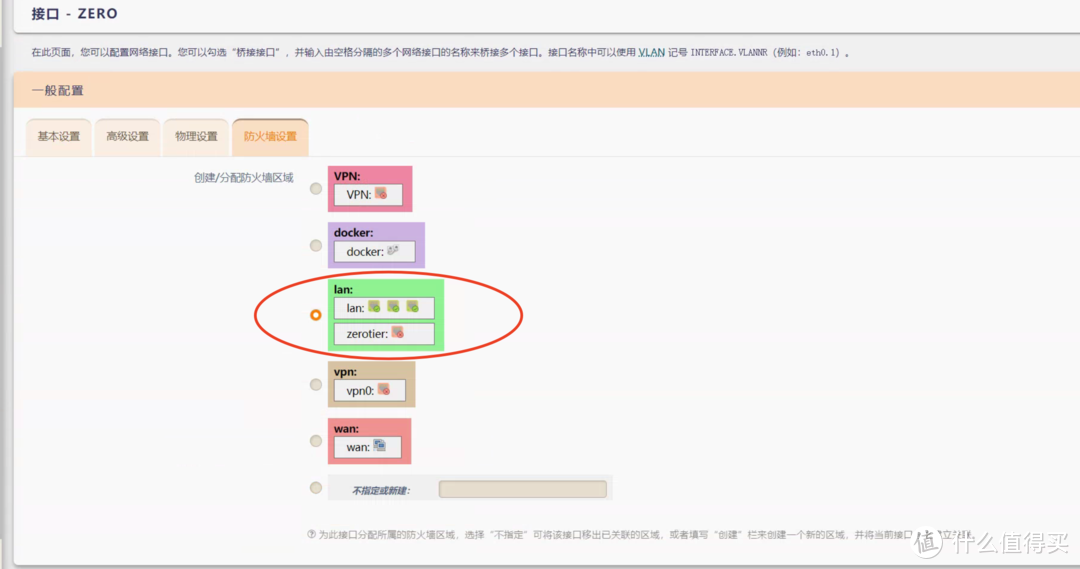 接口 - ZERO
在此页面，您可以配置网络接口。您可以勾选“桥接接口”，并输入由空格分隔的多个网络接口的名称来桥接多个接口。接口名称中可以使用 VLAN 记号 INTERFACE.VLANNR（例如：eth0.1）。
一般配置
基本设置 高级设置 物理设置 防火墙设置
创建/分配防火墙区域
VPN:
VPN:
docker:
docker:
lan:
lan:
zerotier:
vpn:
vpn0:
wan:
wan:
不指定或新建：
为此接口分配所属的防火墙区域，选择“不指定”可将该接口移出已关联的区域，或者填写“创建”栏来创建一个新的区域，并将当前接口
值 什么值得买